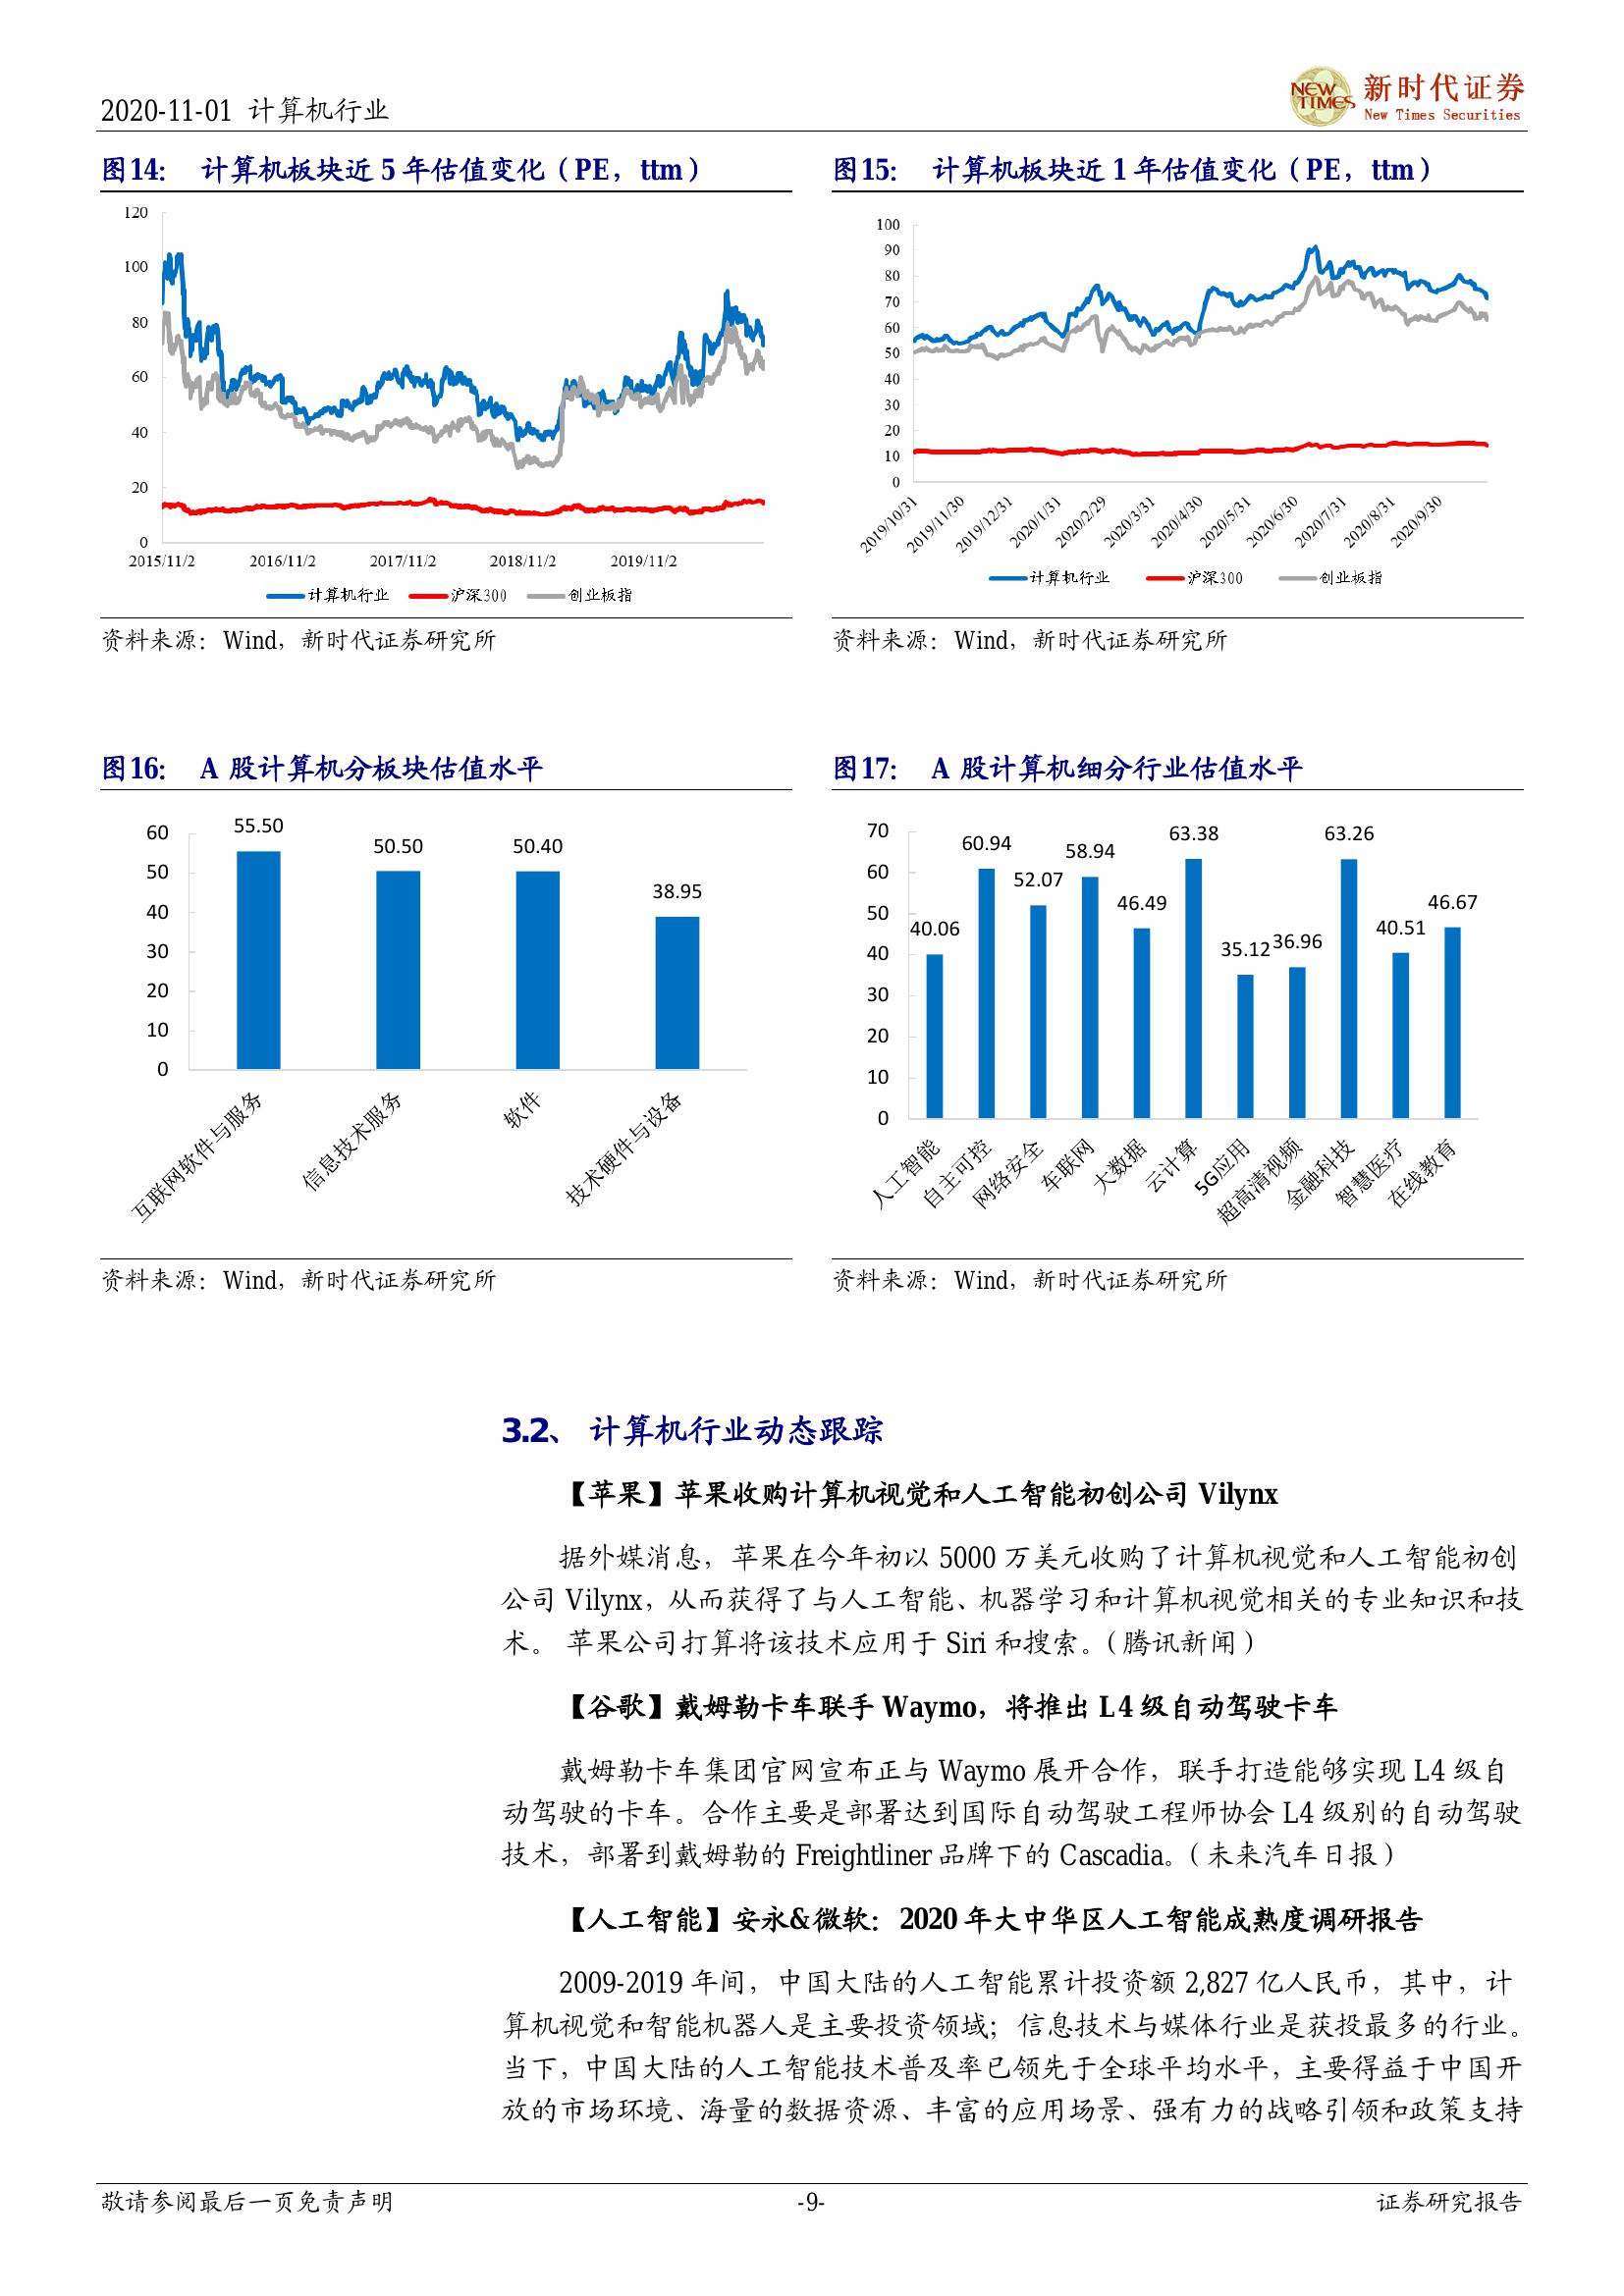 2020-11-01 计算机行业
NEW TIMES 新时代证券
New Times Securities
图14： 计算机板块近 5 年估值变化（PE，ttm）
120
100
80
60
40
20
0
2015/11/2 2016/11/2 2017/11/2 2018/11/2 2019/11/2
计算机行业 沪深300 创业板指
资料来源：Wind，新时代证券研究所
图15： 计算机板块近 1 年估值变化（PE，ttm）
100
90
80
70
60
50
40
30
20
10
0
2019/10/31 2019/11/30 2019/12/31 2020/1/31 2020/2/29 2020/3/31 2020/4/30 2020/5/31 2020/6/30 2020/7/31 2020/8/31 2020/9/30
计算机行业 沪深300 创业板指
资料来源：Wind，新时代证券研究所
图16： A 股计算机分板块估值水平
60
50
40
30
20
10
0
55.50 50.50 50.40 38.95
互联网软件与服务 信息技术服务 软件 技术硬件与设备
资料来源：Wind，新时代证券研究所
图17： A 股计算机细分行业估值水平
70
60
50
40
30
20
10
0
40.06 60.94 52.07 58.94 46.49 63.38 35.12 36.96 63.26 40.51 46.67
人工智能 自主可控 网络安全 车联网 大数据 云计算 5G应用 超高清视频 金融科技 智慧医疗 在线教育
资料来源：Wind，新时代证券研究所
3.2、 计算机行业动态跟踪
【苹果】苹果收购计算机视觉和人工智能初创公司 Vilynx
据外媒消息，苹果在今年初以 5000 万美元收购了计算机视觉和人工智能初创
公司 Vilynx，从而获得了与人工智能、机器学习和计算机视觉相关的专业知识和技
术。 苹果公司打算将该技术应用于 Siri 和搜索。（腾讯新闻）
【谷歌】戴姆勒卡车联手 Waymo，将推出 L4 级自动驾驶卡车
戴姆勒卡车集团官网宣布正与 Waymo 展开合作，联手打造能够实现 L4 级自
动驾驶的卡车。合作主要是部署达到国际自动驾驶工程师协会 L4 级别的自动驾驶
技术，部署到戴姆勒的 Freightliner 品牌下的 Cascadia。（未来汽车日报）
【人工智能】安永&微软：2020 年大中华区人工智能成熟度调研报告
2009-2019 年间，中国大陆的人工智能累计投资额 2,827 亿人民币，其中，计
算机视觉和智能机器人是主要投资领域；信息技术与媒体行业是获投最多的行业。
当下，中国大陆的人工智能技术普及率已领先于全球平均水平，主要得益于中国开
放的市场环境、海量的数据资源、丰富的应用场景、强有力的战略引领和政策支持
敬请参阅最后一页免责声明 -9- 证券研究报告